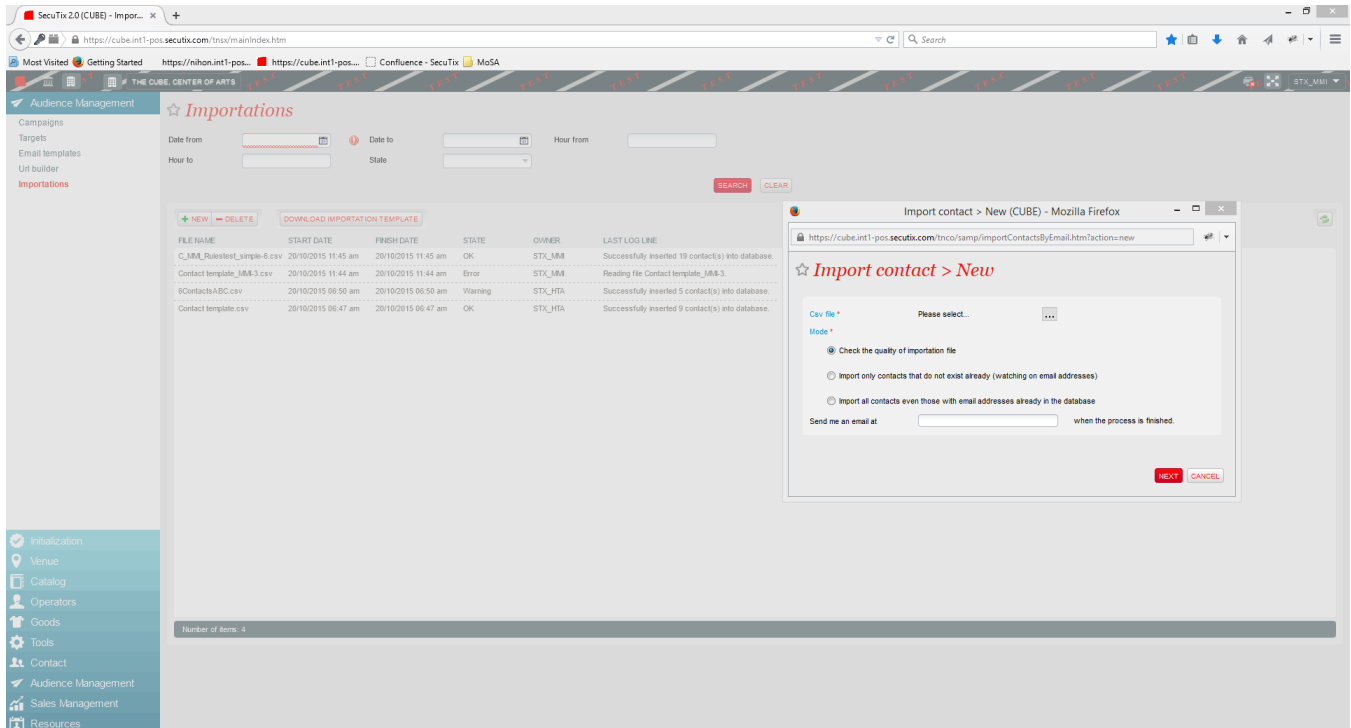 SecuTix 2.0 (CUBE) - Impor...
https://cube.int1-pos.secutix.com/tnsx/mainIndex.htm
Search
Most Visited Getting Started https://nihon.int1-pos... https://cube.int1-pos.... Confluence - SecuTix MoSA
THE CUBE. CENTER OF ARTS TEST TEST TEST TEST TEST TEST TEST TEST TEST TEST TEST STX_MMI
Audience Management
Campaigns
Targets
Email templates
Url builder
Importations
Importations
Date from Date to Hour from
Hour to State
SEARCH CLEAR
NEW DELETE DOWNLOAD IMPORTATION TEMPLATE
FILE NAME START DATE FINISH DATE STATE OWNER LAST LOG LINE
C_MMI_Rulestest_simple-6.csv 20/10/2015 11:45 am 20/10/2015 11:45 am OK STX_MMI Successfully inserted 19 contact(s) into database.
Contact template_MMI-3.csv 20/10/2015 11:44 am 20/10/2015 11:44 am Error STX_MMI Reading file Contact template_MMI-3.
6ContactsABC.csv 20/10/2015 06:50 am 20/10/2015 06:50 am Warning STX_HTA Successfully inserted 5 contact(s) into database.
Contact template.csv 20/10/2015 06:47 am 20/10/2015 06:47 am OK STX_HTA Successfully inserted 9 contact(s) into database.
Number of items: 4
Import contact > New (CUBE) - Mozilla Firefox
https://cube.int1-pos.secutix.com/tnco/samp/importContactsByEmail.htm?action=new
Import contact > New
Csv file * Please select... ...
Mode *
Check the quality of importation file
Import only contacts that do not exist already (watching on email addresses)
Import all contacts even those with email addresses already in the database
Send me an email at when the process is finished.
NEXT CANCEL
Initialization
Venue
Catalog
Operators
Goods
Tools
Contact
Audience Management
Sales Management
Resources